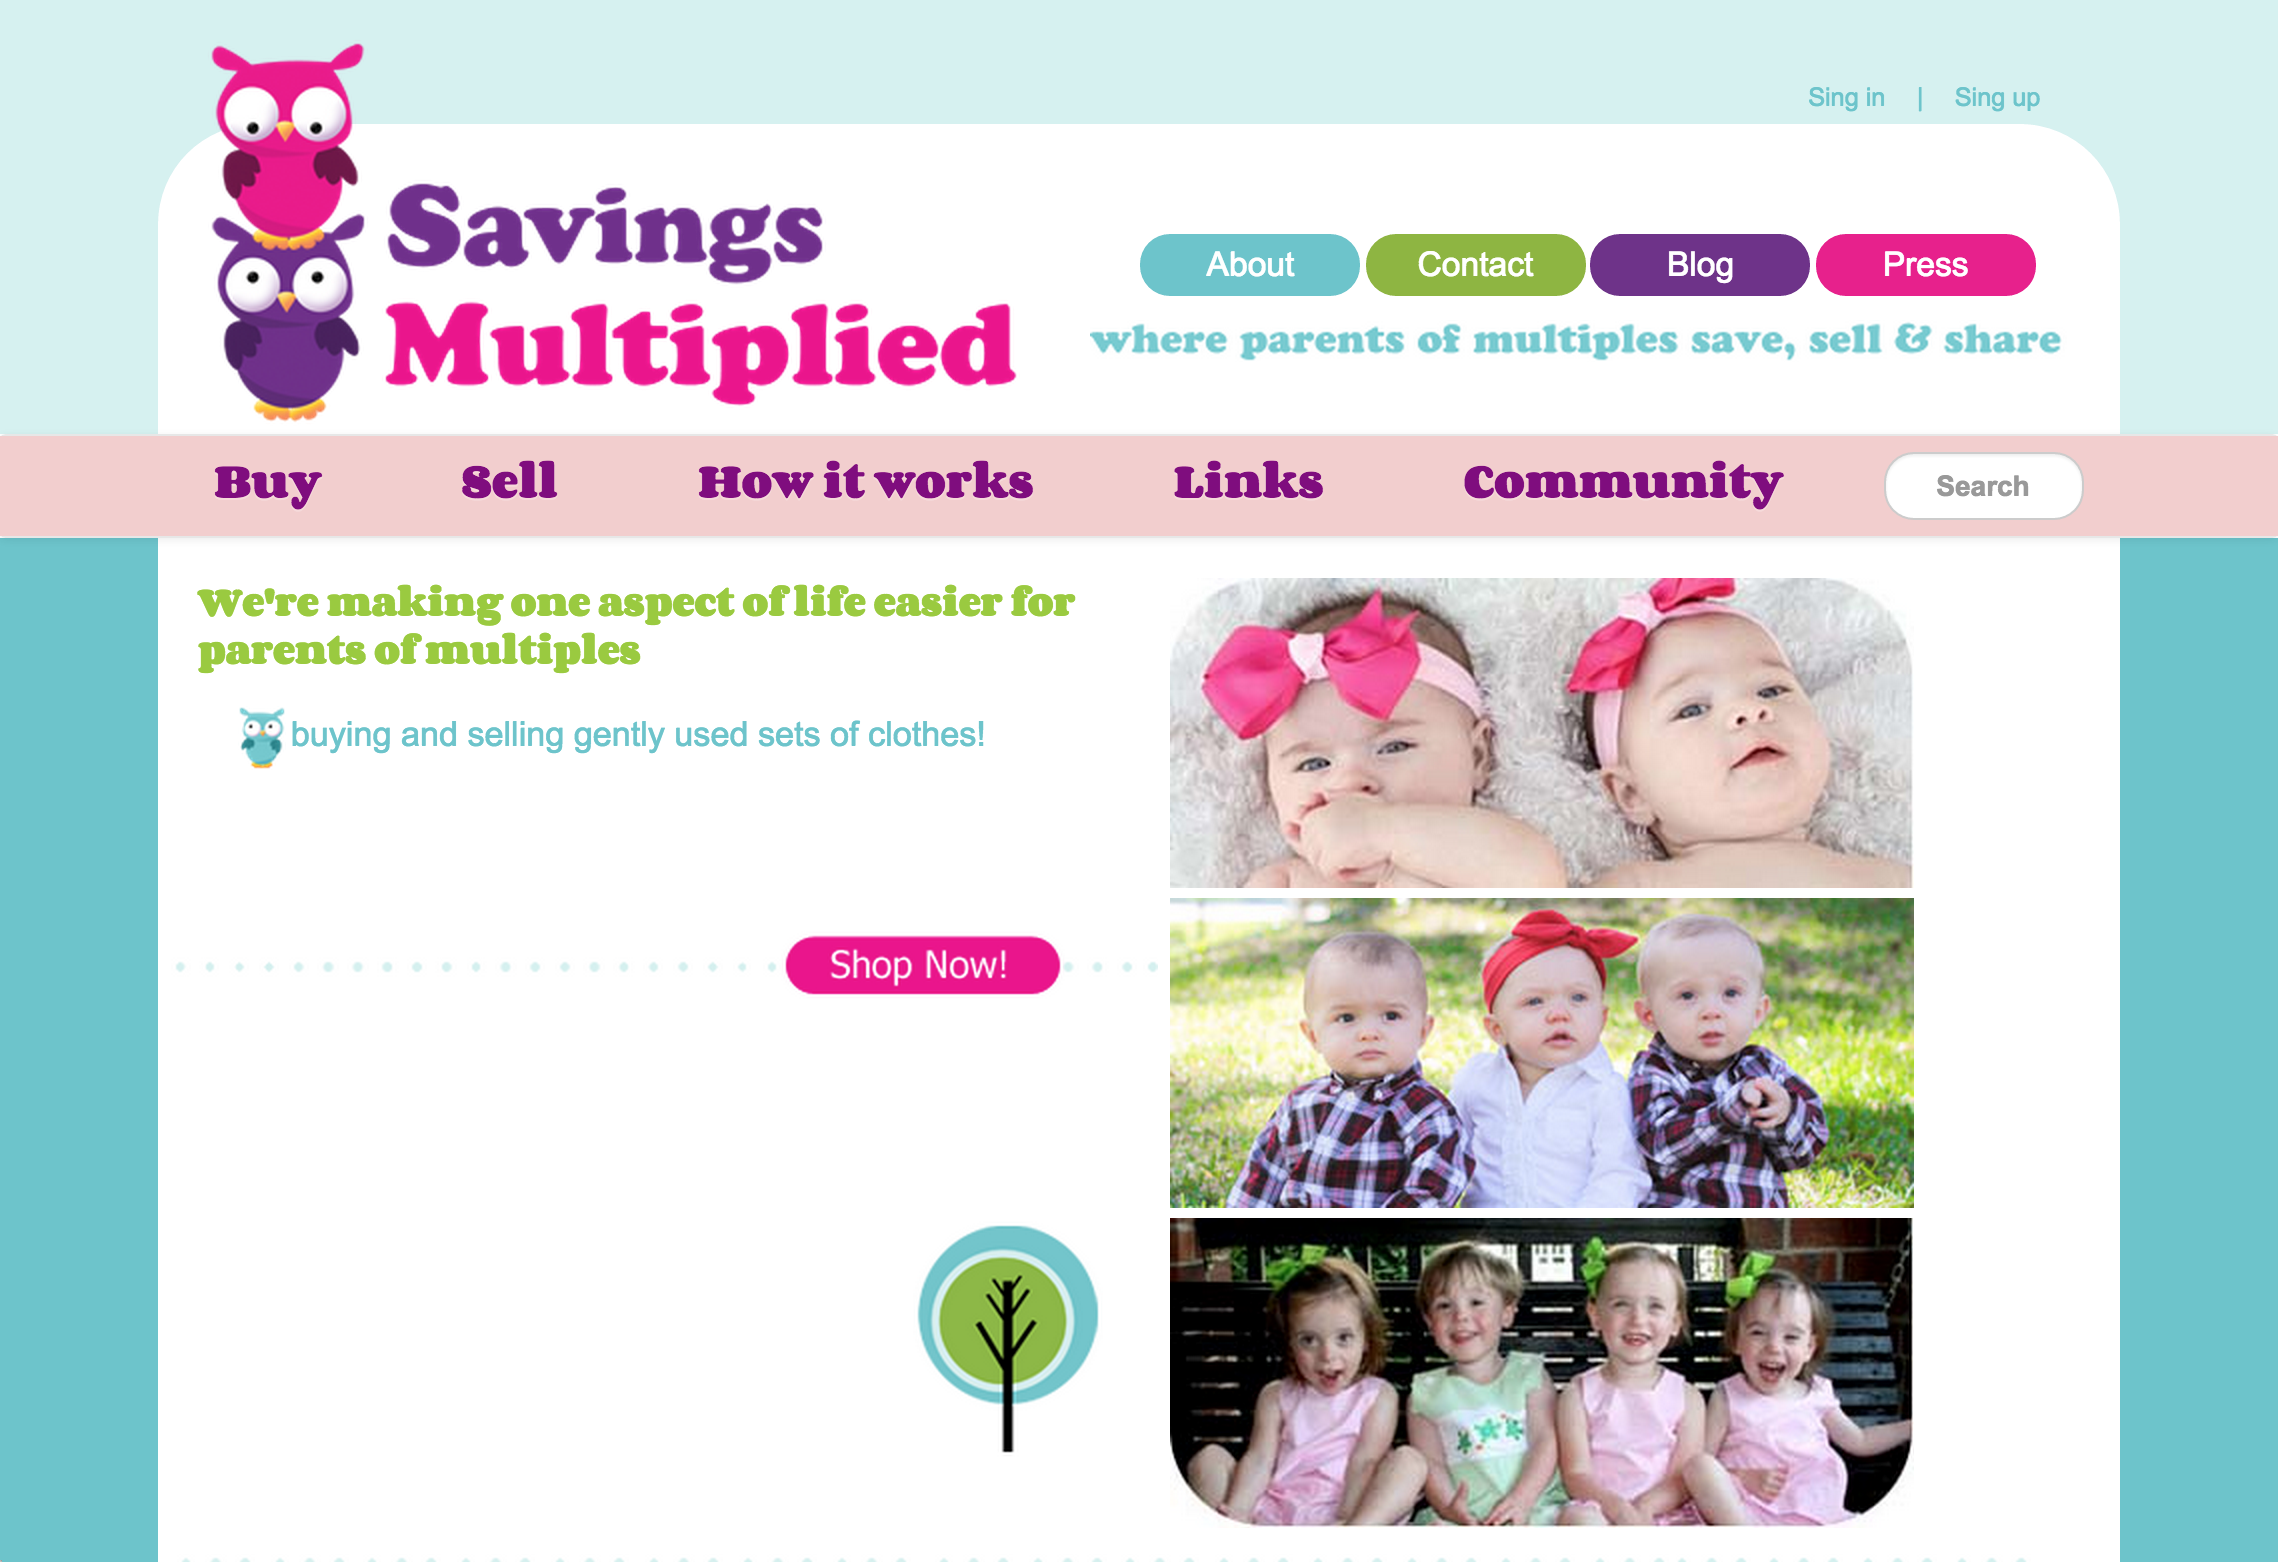 Sing in | Sing up
Savings
Multiplied
About Contact Blog Press
where parents of multiples save, sell & share
Buy Sell How it works Links Community Search
We're making one aspect of life easier for
parents of multiples
buying and selling gently used sets of clothes!
Shop Now!